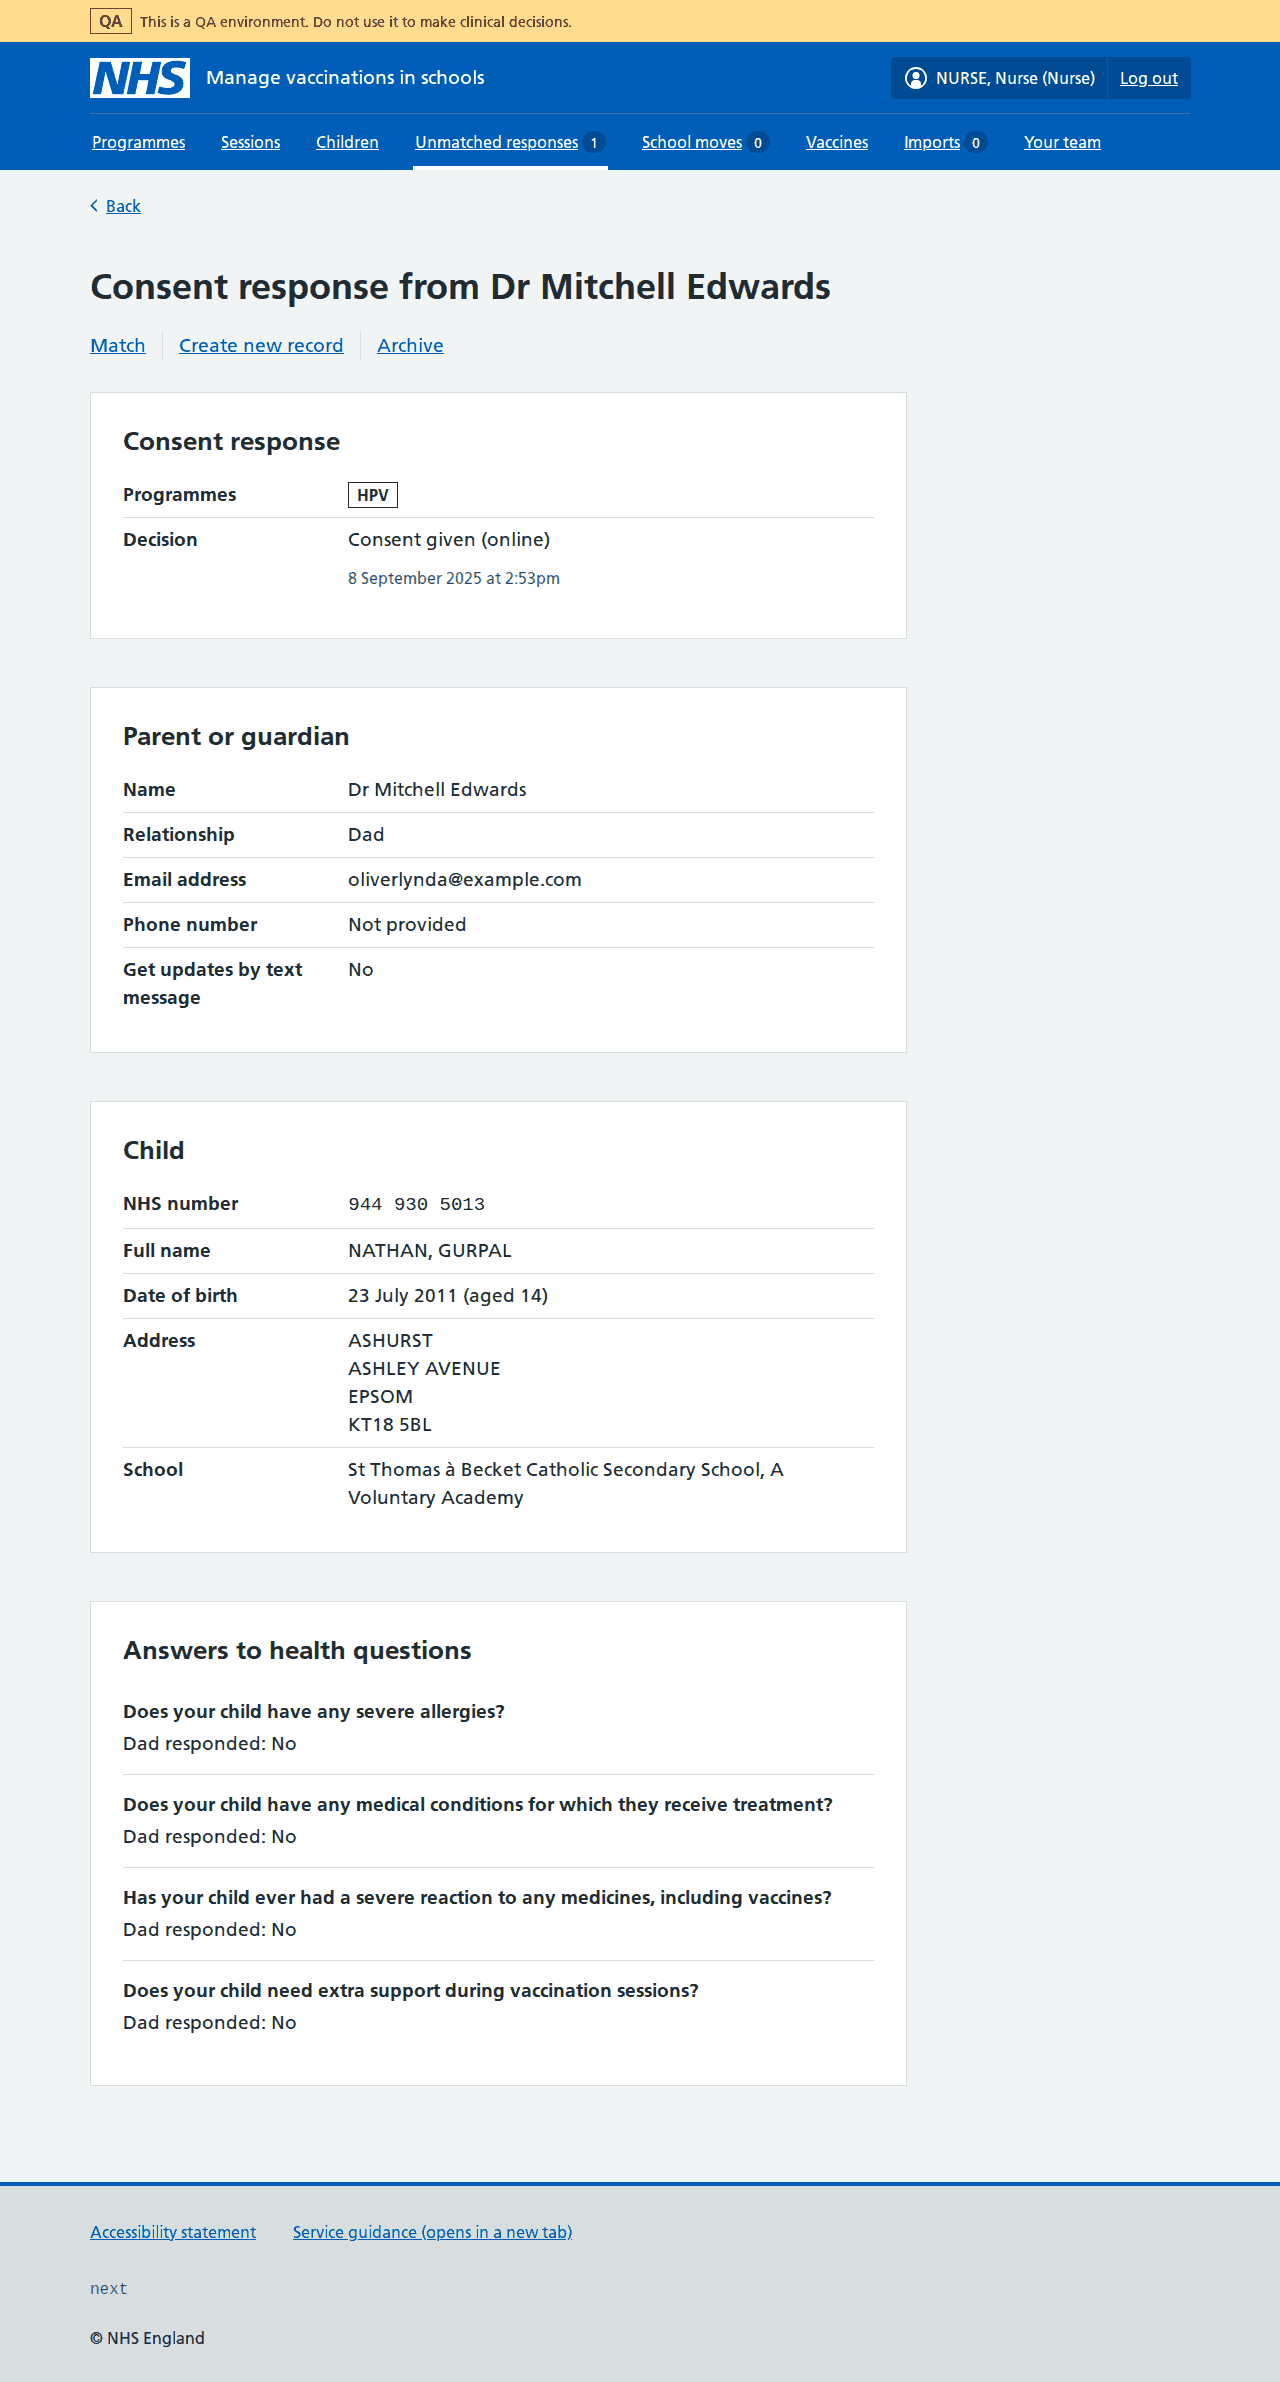 QA This is a QA environment. Do not use it to make clinical decisions.
NHS Manage vaccinations in schools NURSE, Nurse (Nurse) Log out
Programmes Sessions Children Unmatched responses 1 School moves 0 Vaccines Imports 0 Your team
Back
Consent response from Dr Mitchell Edwards
Match Create new record Archive
Consent response
Programmes HPV
Decision Consent given (online)
8 September 2025 at 2:53pm
Parent or guardian
Name Dr Mitchell Edwards
Relationship Dad
Email address oliverlynda@example.com
Phone number Not provided
Get updates by text No
message
Child
NHS number 944 930 5013
Full name NATHAN, GURPAL
Date of birth 23 July 2011 (aged 14)
Address ASHURST
ASHLEY AVENUE
EPSOM
KT18 5BL
School St Thomas à Becket Catholic Secondary School, A
Voluntary Academy
Answers to health questions
Does your child have any severe allergies?
Dad responded: No
Does your child have any medical conditions for which they receive treatment?
Dad responded: No
Has your child ever had a severe reaction to any medicines, including vaccines?
Dad responded: No
Does your child need extra support during vaccination sessions?
Dad responded: No
Accessibility statement Service guidance (opens in a new tab)
next
© NHS England